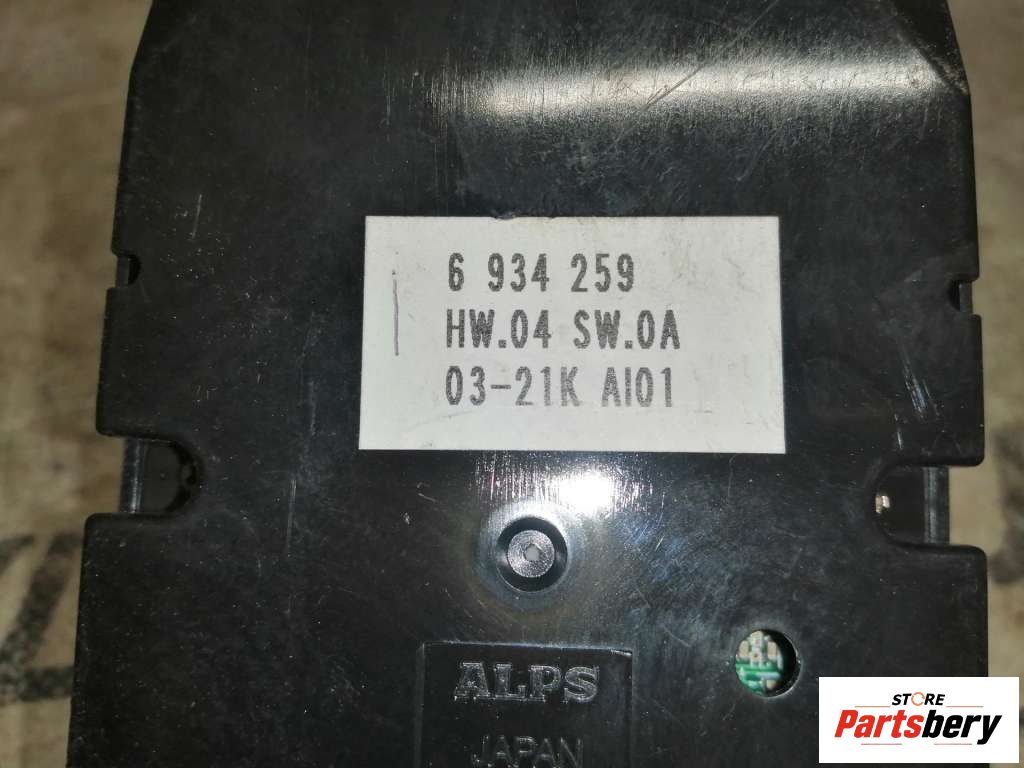 6 934 259
HW.04 SW.0A
03-21K AI01
ALPS
JAPAN
STORE
Partsbery